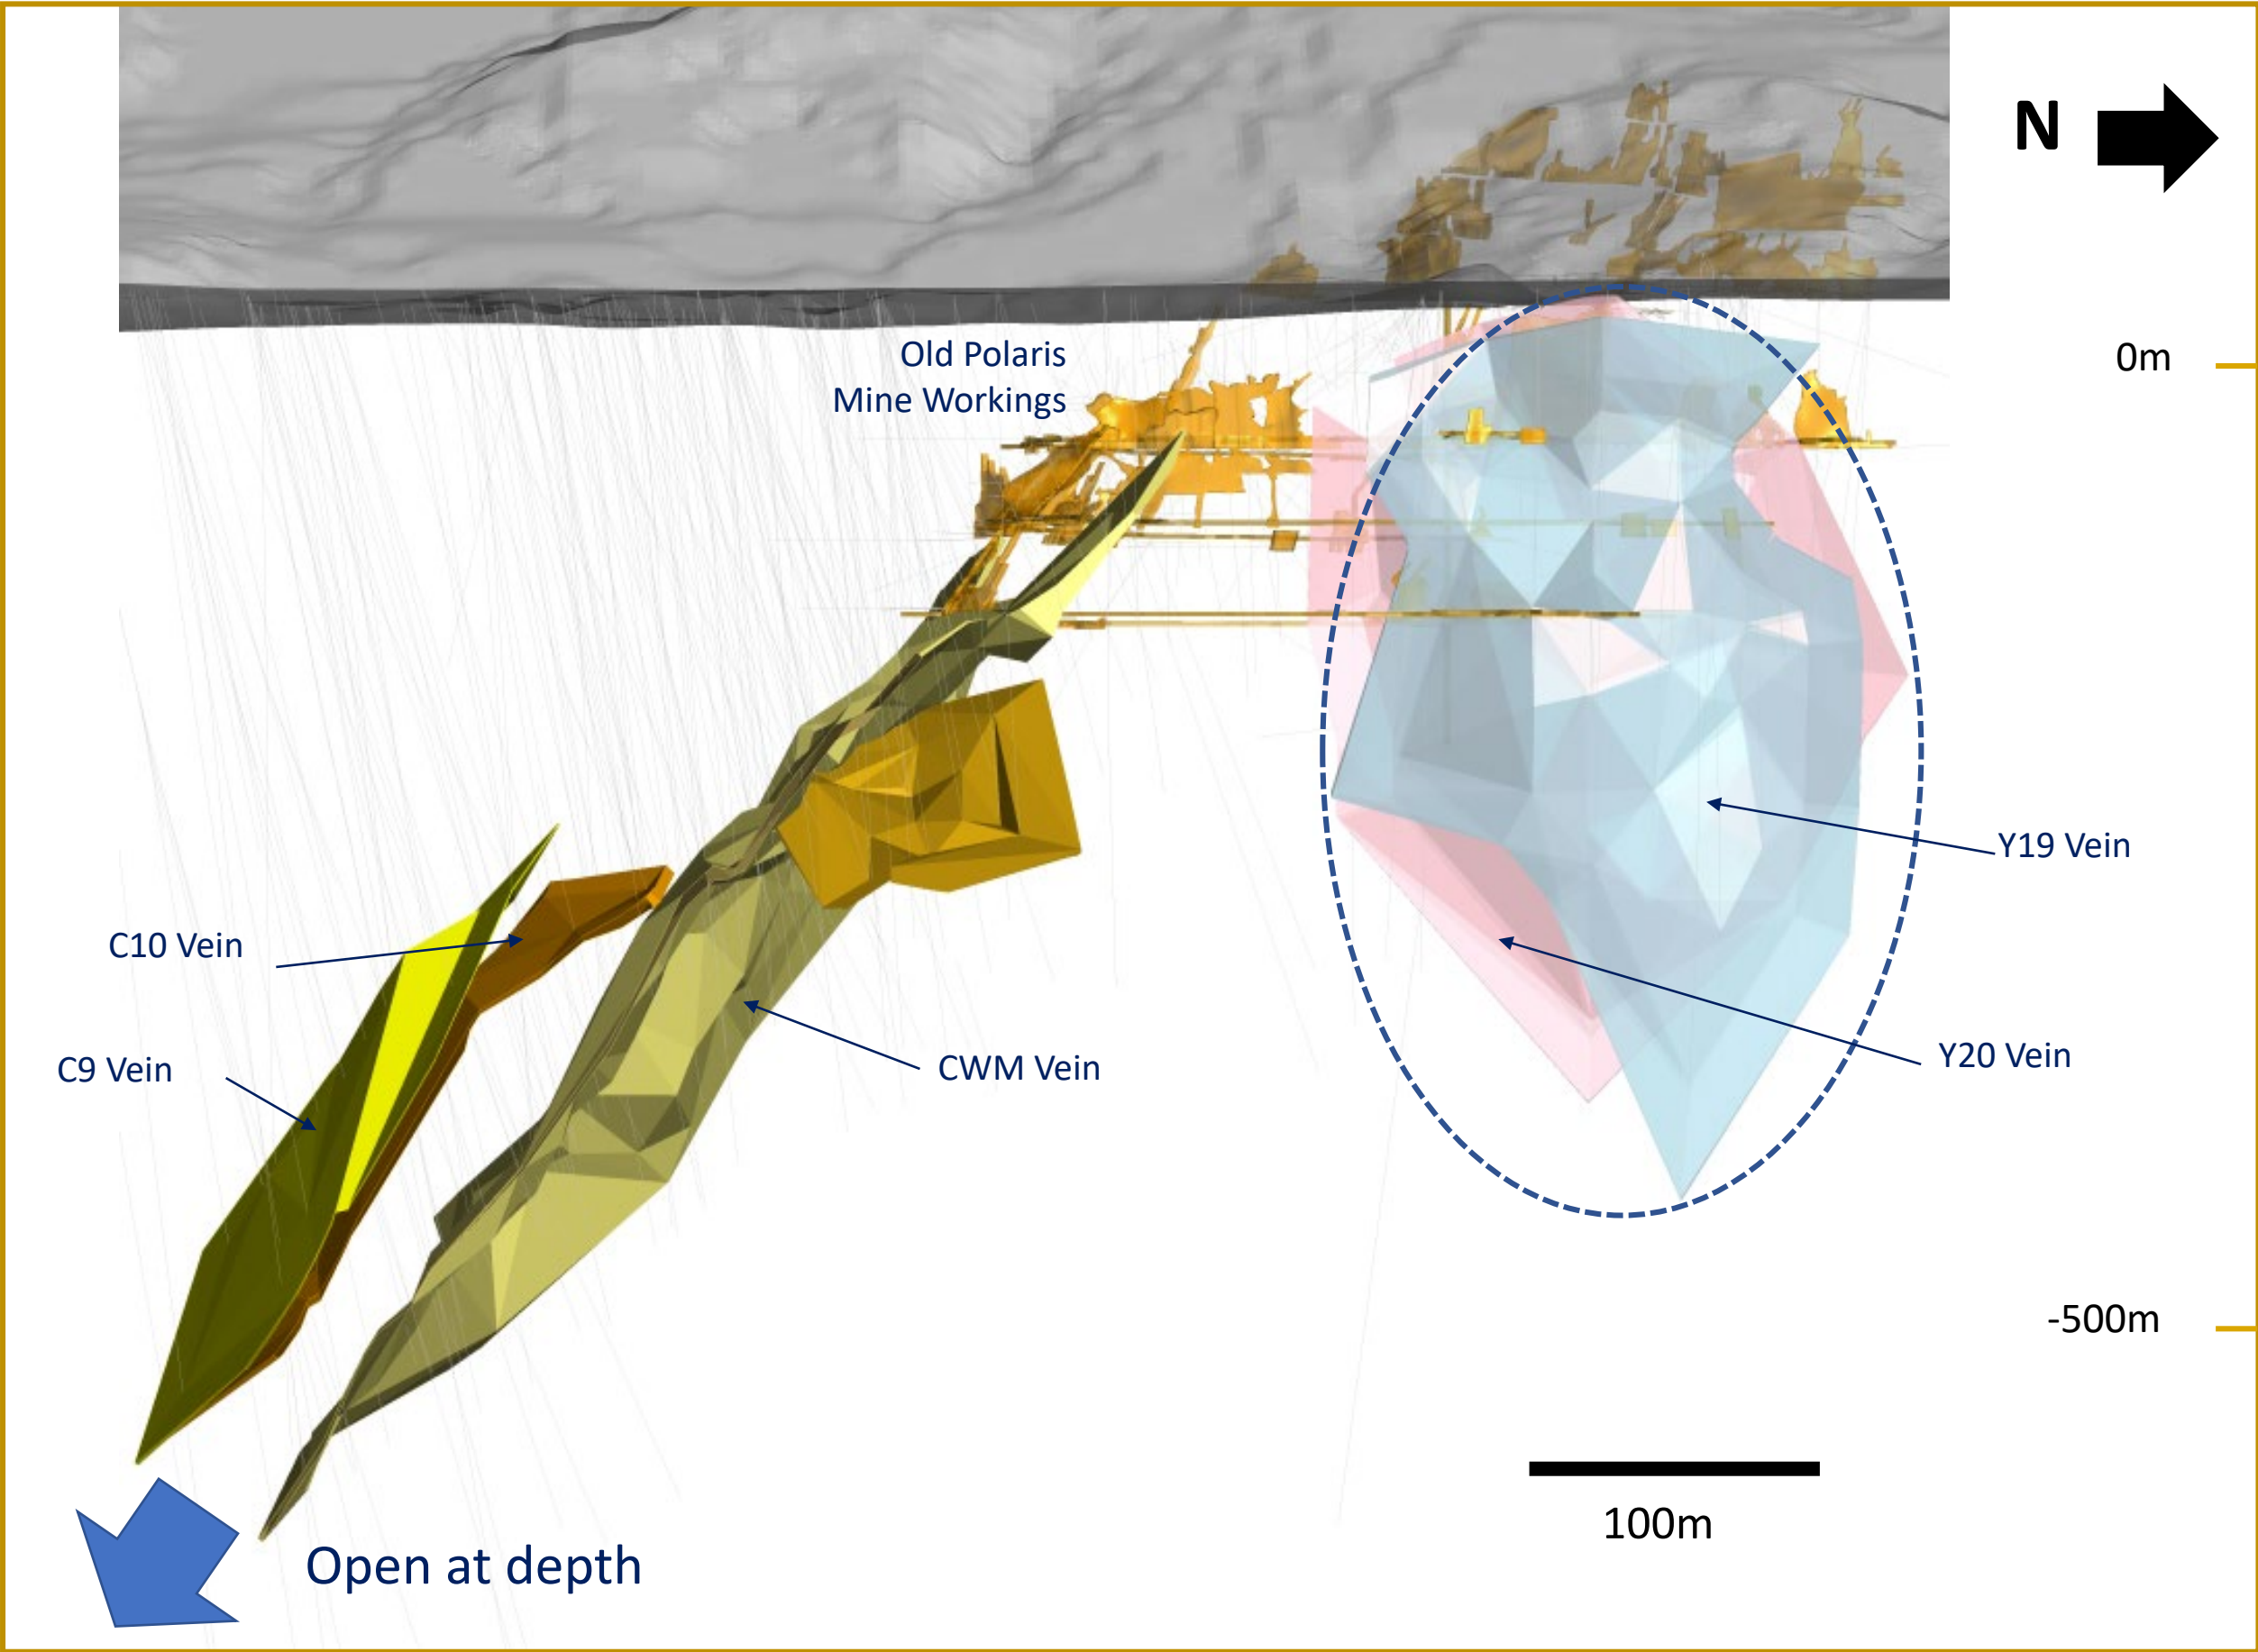 N
Old Polaris
Mine Workings
0m
Y19 Vein
C10 Vein
Y20 Vein
C9 Vein
CWM Vein
-500m
100m
Open at depth